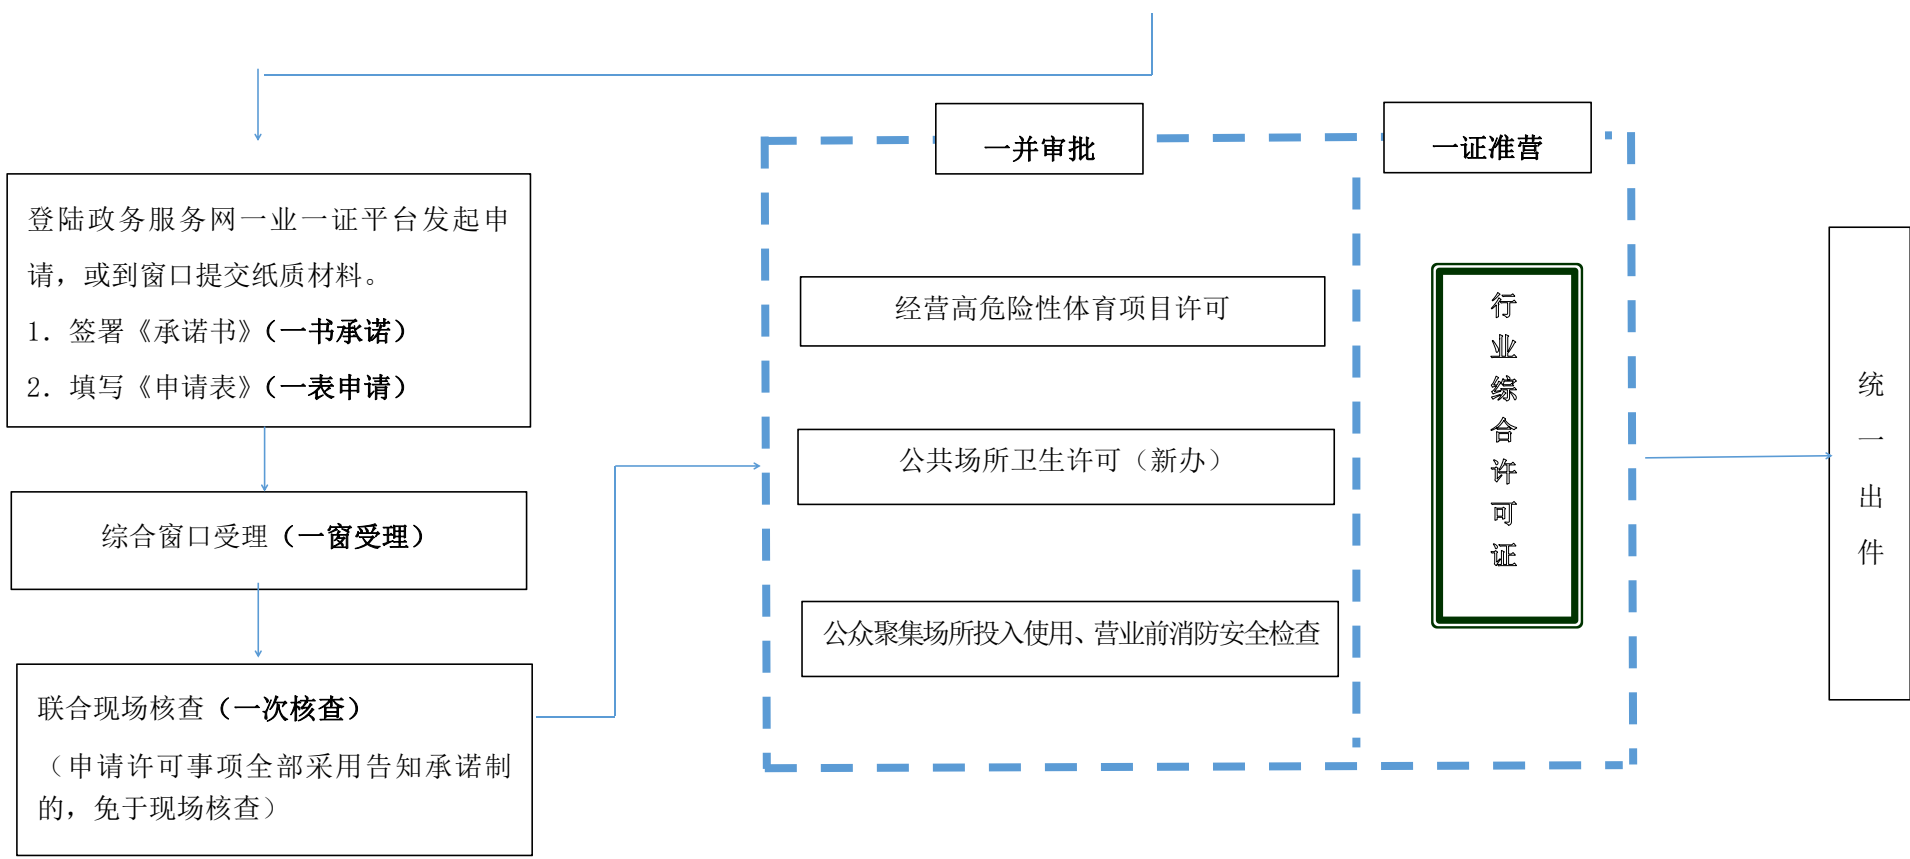 登陆政务服务网一业一证平台发起申
请，或到窗口提交纸质材料。
1. 签署《承诺书》（一书承诺）
2. 填写《申请表》（一表申请）
综合窗口受理（一窗受理）
联合现场核查（一次核查）
（申请许可事项全部采用告知承诺制
的，免于现场核查）
一并审批
经营高危险性体育项目许可
公共场所卫生许可（新办）
公众聚集场所投入使用、营业前消防安全检查
一证准营
行业综合许可证
统一出件